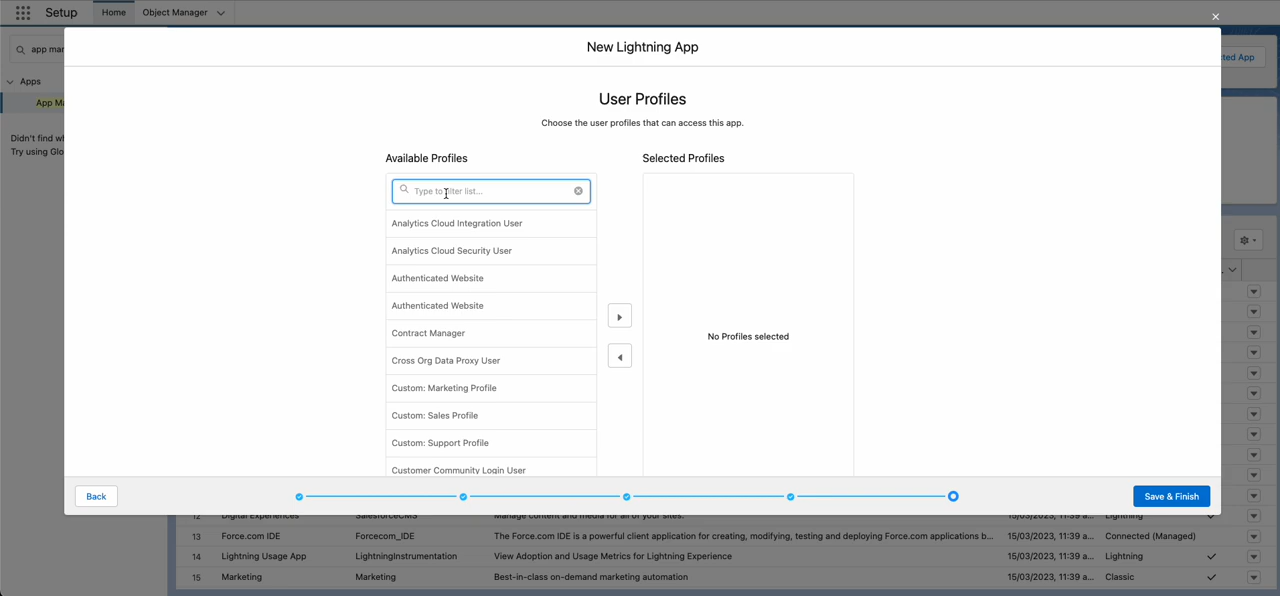 Setup
Home
Object Manager
app mar
Apps
App Ma
Didn't find wh
Try using Glo
ted App
New Lightning App
User Profiles
Choose the user profiles that can access this app.
Available Profiles
Selected Profiles
Type to filter list...
Analytics Cloud Integration User
Analytics Cloud Security User
Authenticated Website
Authenticated Website
Contract Manager
Cross Org Data Proxy User
Custom: Marketing Profile
Custom: Sales Profile
Custom: Support Profile
Customer Community Login User
No Profiles selected
Back
Save & Finish
12 Digital Experiences SalesforceCMS Manage content and media for all of your sites. 15/03/2023, 11:39 a... Lightning
13 Force.com IDE Forcecom_IDE The Force.com IDE is a powerful client application for creating, modifying, testing and deploying Force.com applications b... 15/03/2023, 11:39 a... Connected (Managed)
14 Lightning Usage App LightningInstrumentation View Adoption and Usage Metrics for Lightning Experience 15/03/2023, 11:39 a... Lightning
15 Marketing Marketing Best-in-class on-demand marketing automation 15/03/2023, 11:39 a... Classic